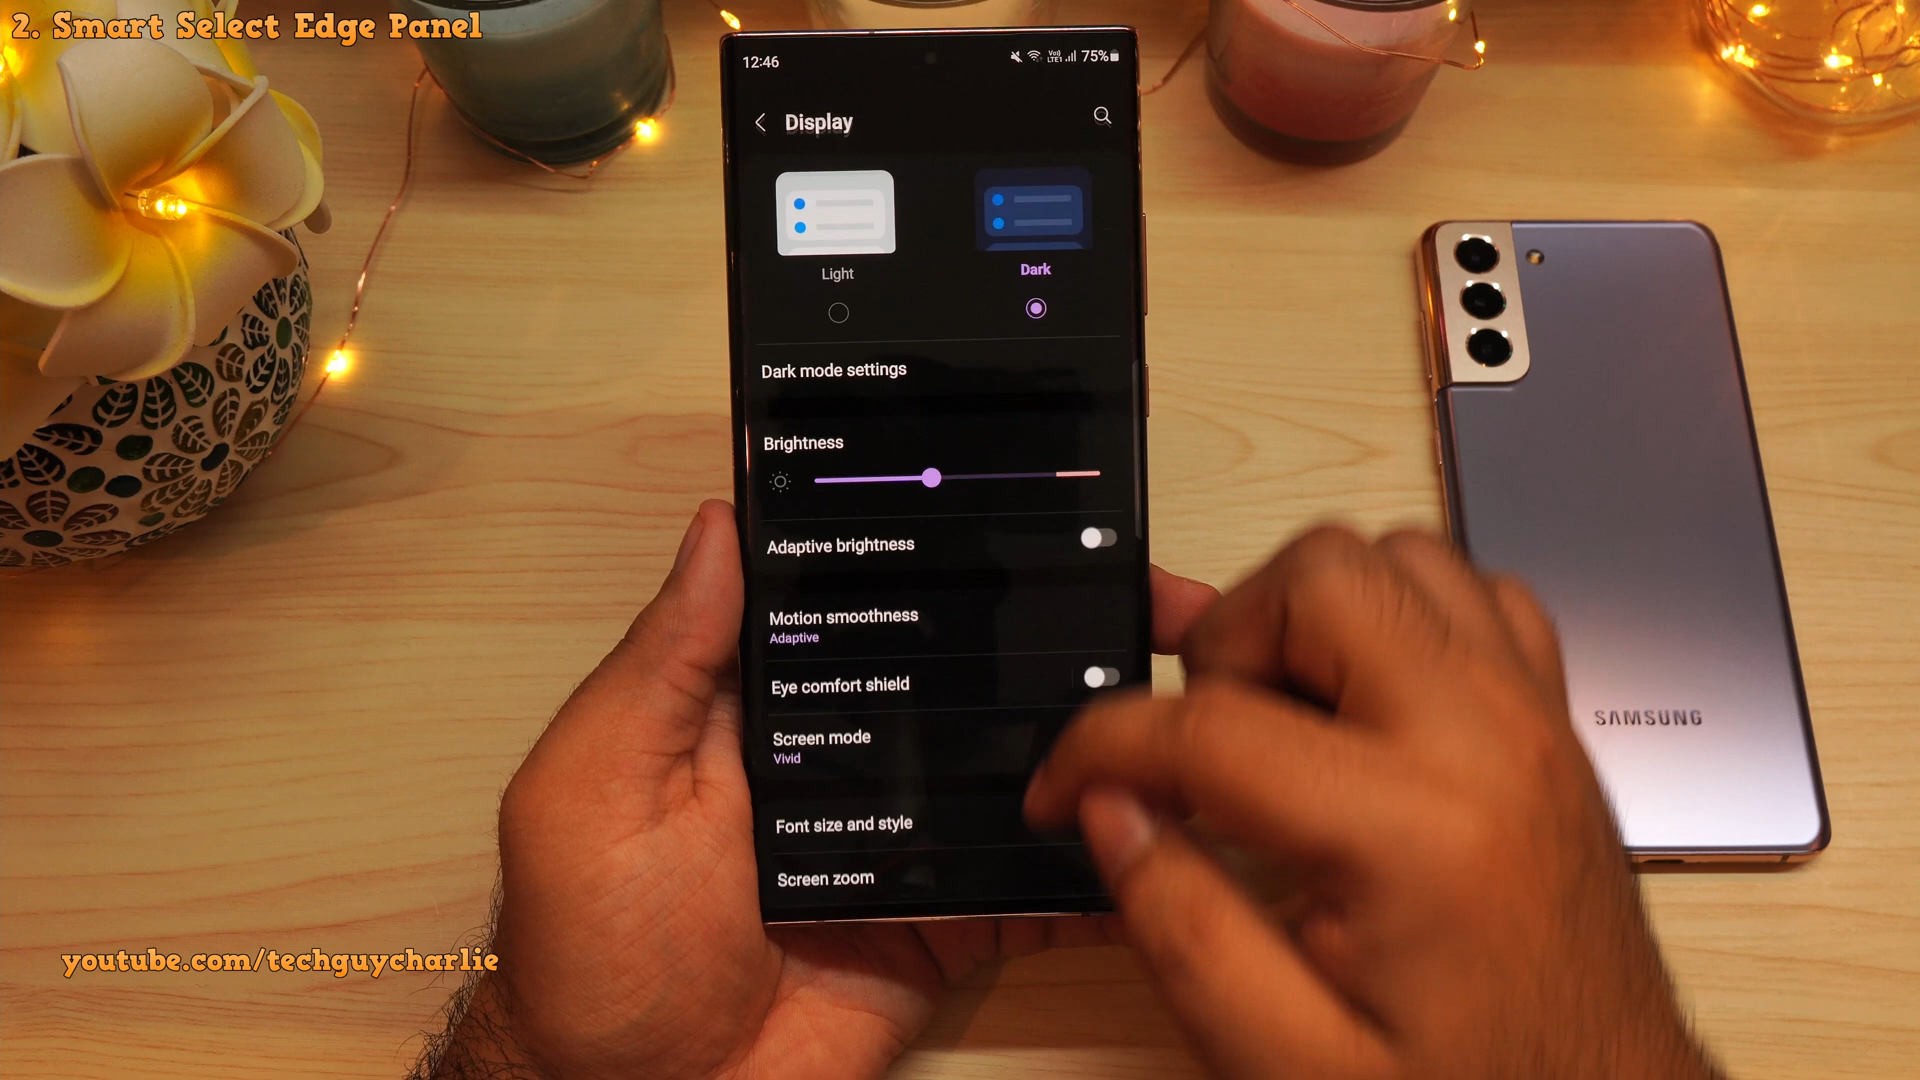 2. Smart Select Edge Panel
12:46
75%
Display
Light
Dark
Dark mode settings
Brightness
Adaptive brightness
Motion smoothness
Adaptive
Eye comfort shield
Screen mode
Vivid
Font size and style
Screen zoom
SAMSUNG
youtube.com/techguycharlie